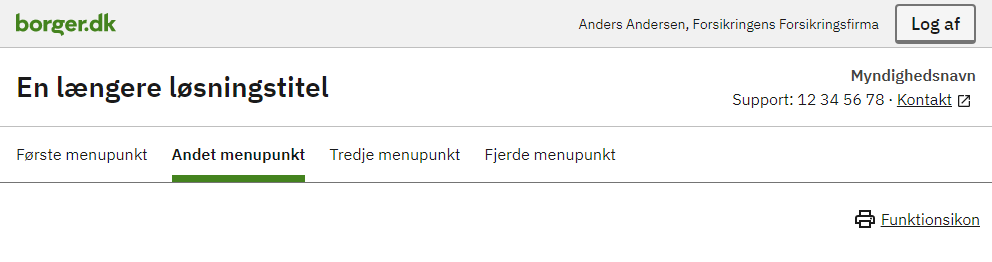 borger.dk
Anders Andersen, Forsikringens Forsikringsfirma
Log af
En længere løsningstitel
Myndighedsnavn
Support: 12 34 56 78 · Kontakt
Første menupunkt Andet menupunkt Tredje menupunkt Fjerde menupunkt
Funktionsikon